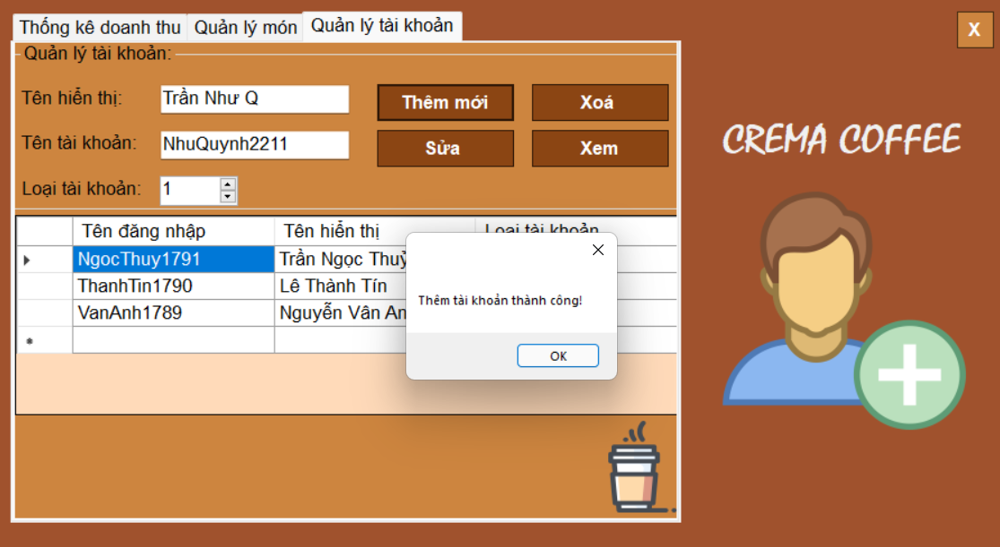 Thống kê doanh thu Quản lý món Quản lý tài khoản
X
Quản lý tài khoản:
Tên hiển thị: Trần Như Q Thêm mới Xoá
Tên tài khoản: NhuQuynh2211 Sửa Xem
Loại tài khoản: 1
CREMA COFFEE
Tên đăng nhập Tên hiển thị Loại tài khoản
NgocThuy1791 Trần Ngọc Thuỷ
ThanhTin1790 Lê Thành Tín
VanAnh1789 Nguyễn Vân An
Thêm tài khoản thành công!
OK